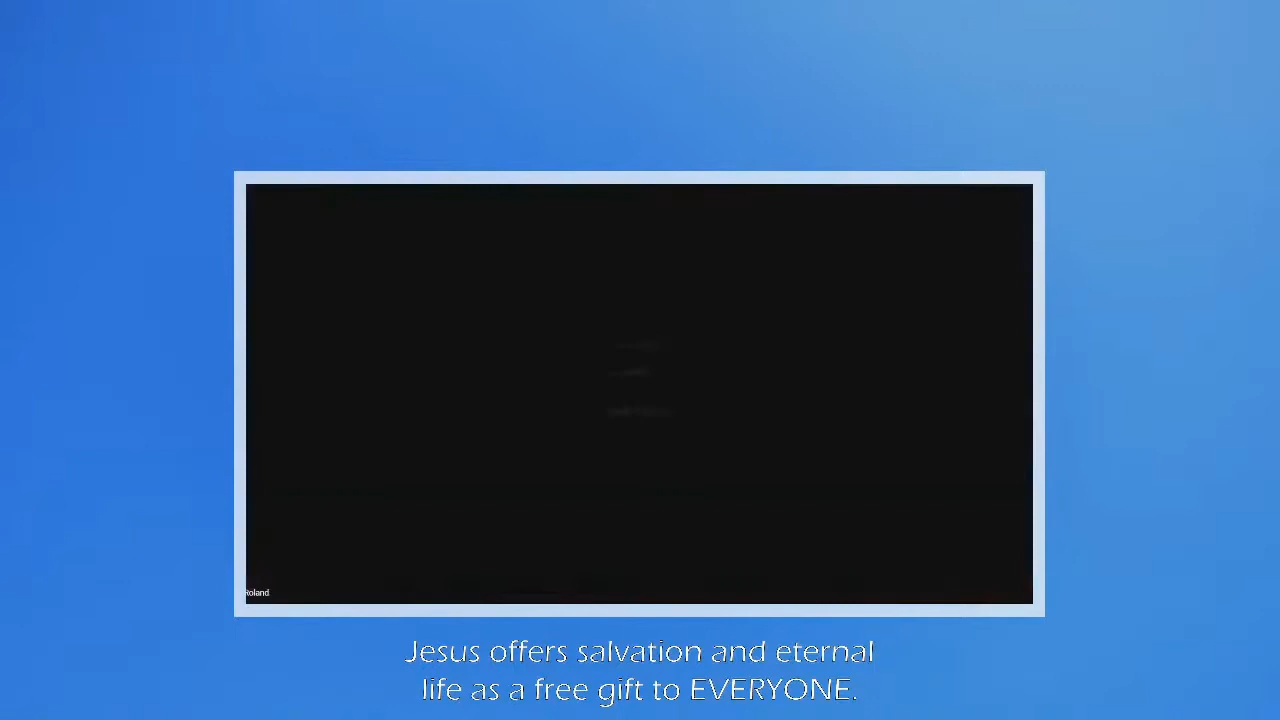 Roland
Jesus offers salvation and eternal
life as a free gift to EVERYONE.